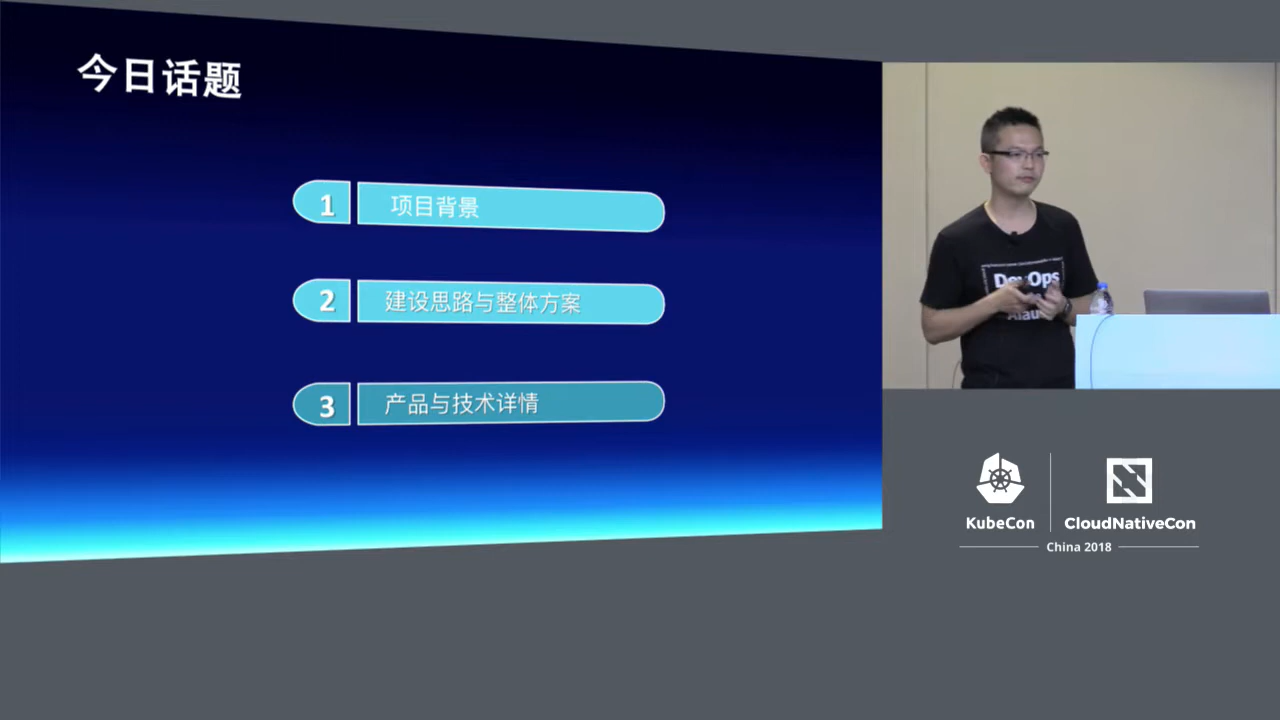 今日话题
1 项目背景
2 建设思路与整体方案
3 产品与技术详情
DevOps
KubeCon
CloudNativeCon
China 2018